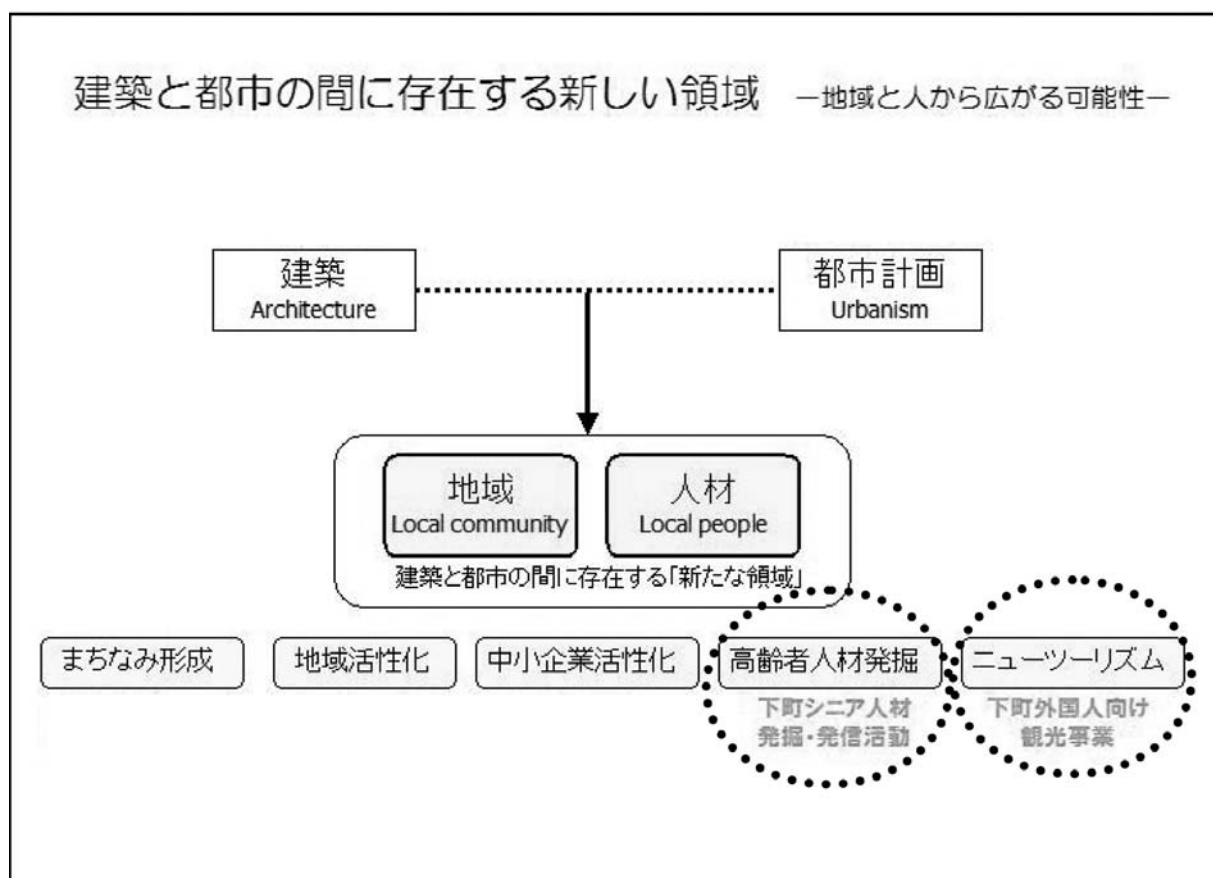 建築と都市の間に存在する新しい領域 ―地域と人から広がる可能性―
建築
Architecture
都市計画
Urbanism
地域
Local community
人材
Local people
建築と都市の間に存在する「新たな領域」
まちなみ形成
地域活性化
中小企業活性化
高齢者人材発掘
ニューツーリズム
下町シニア人材
発掘・発信活動
下町外国人向け
観光事業